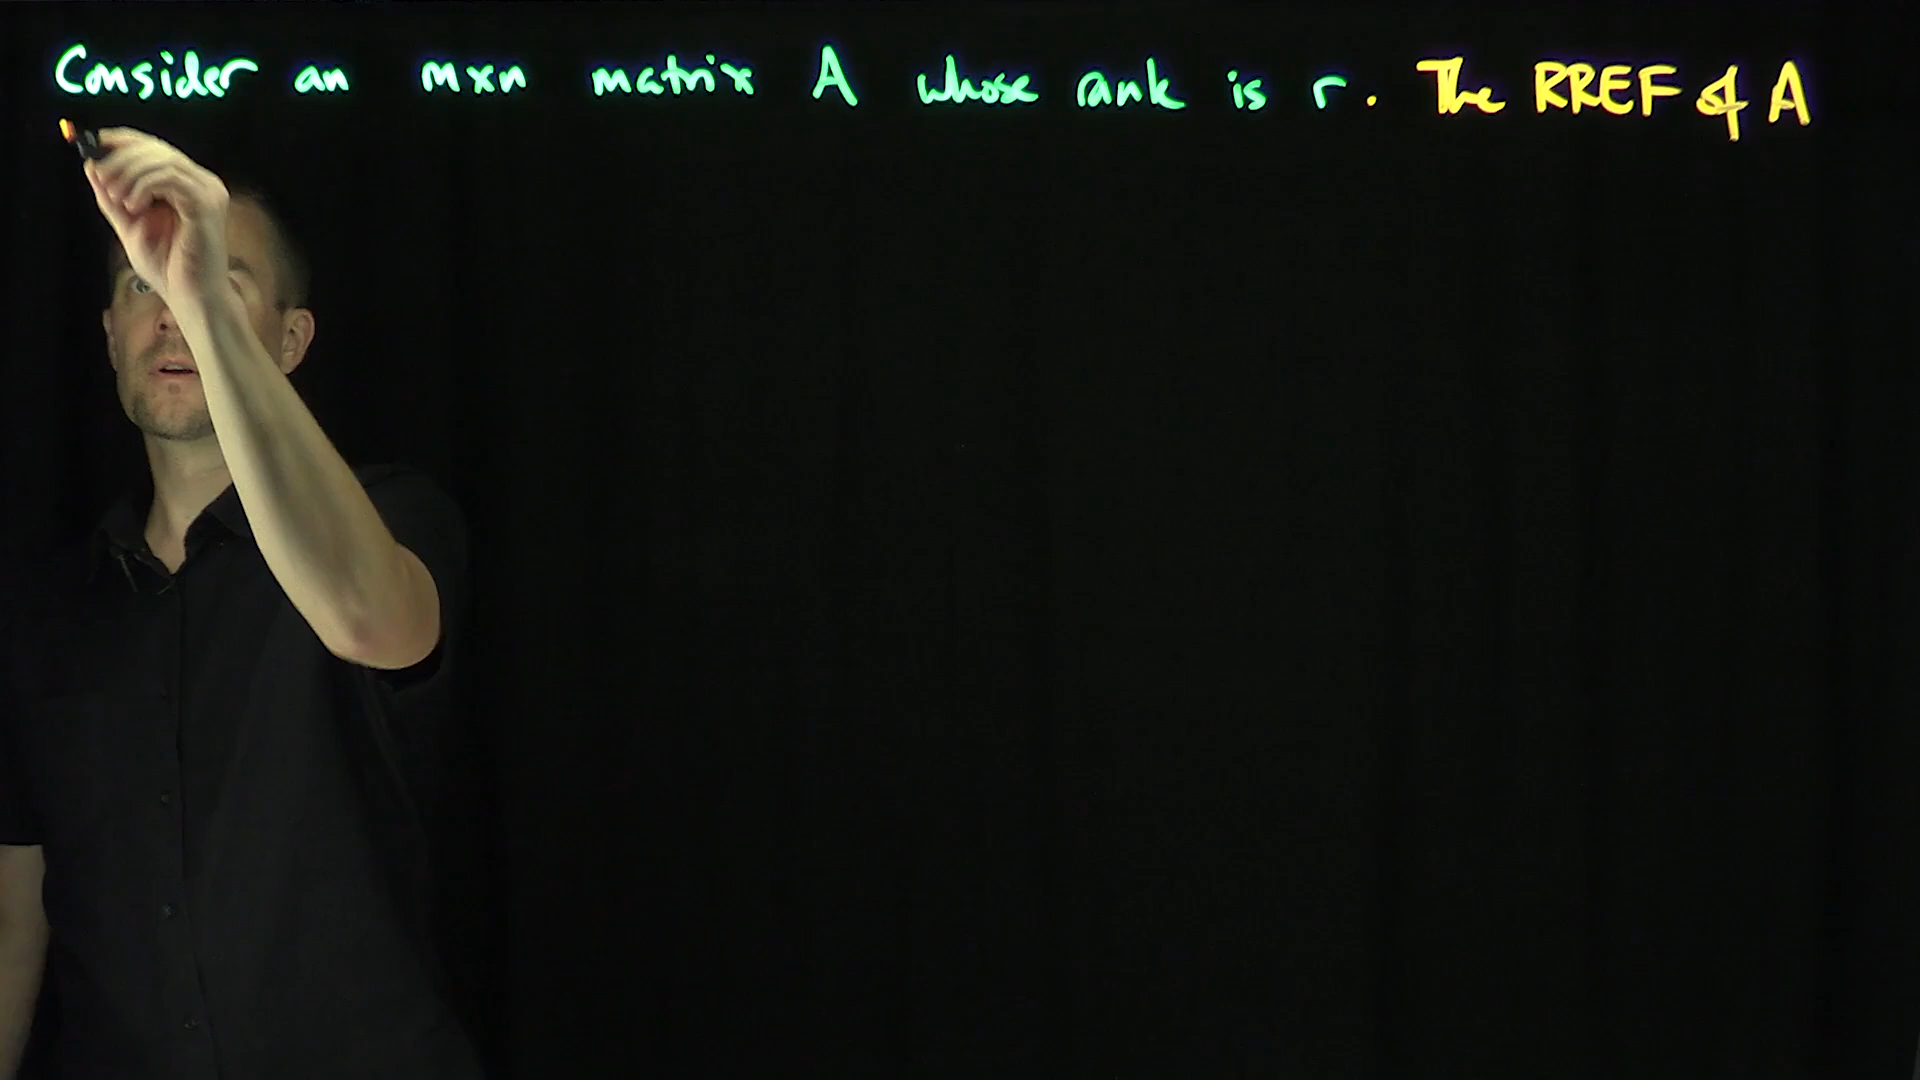 Consider an mxn matrix A whose rank is r. The RREF of A